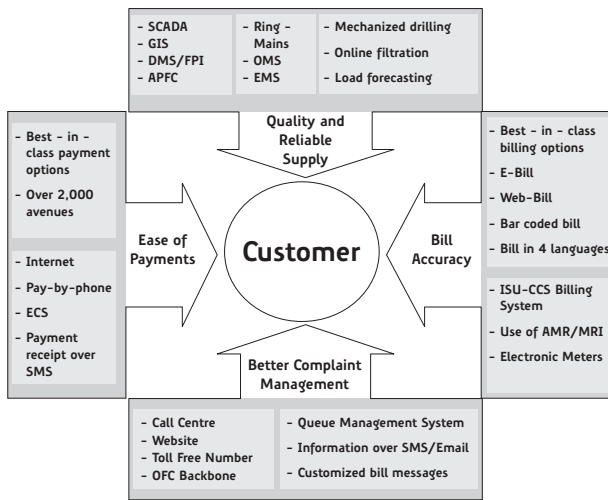 - SCADA
- GIS
- DMS/FPI
- APFC
- Ring -
Mains
- OMS
- EMS
- Mechanized drilling
- Online filtration
- Load forecasting
Quality and
Reliable
Supply
- Best - in -
class payment
options
- Over 2,000
avenues
- Internet
- Pay-by-phone
- ECS
- Payment
receipt over
SMS
Ease of
Payments
Customer
Bill
Accuracy
- Best - in - class
billing options
- E-Bill
- Web-Bill
- Bar coded bill
- Bill in 4 languages
- ISU-CCS Billing
System
- Use of AMR/MRI
- Electronic Meters
Better Complaint
Management
- Call Centre
- Website
- Toll Free Number
- OFC Backbone
- Queue Management System
- Information over SMS/Email
- Customized bill messages